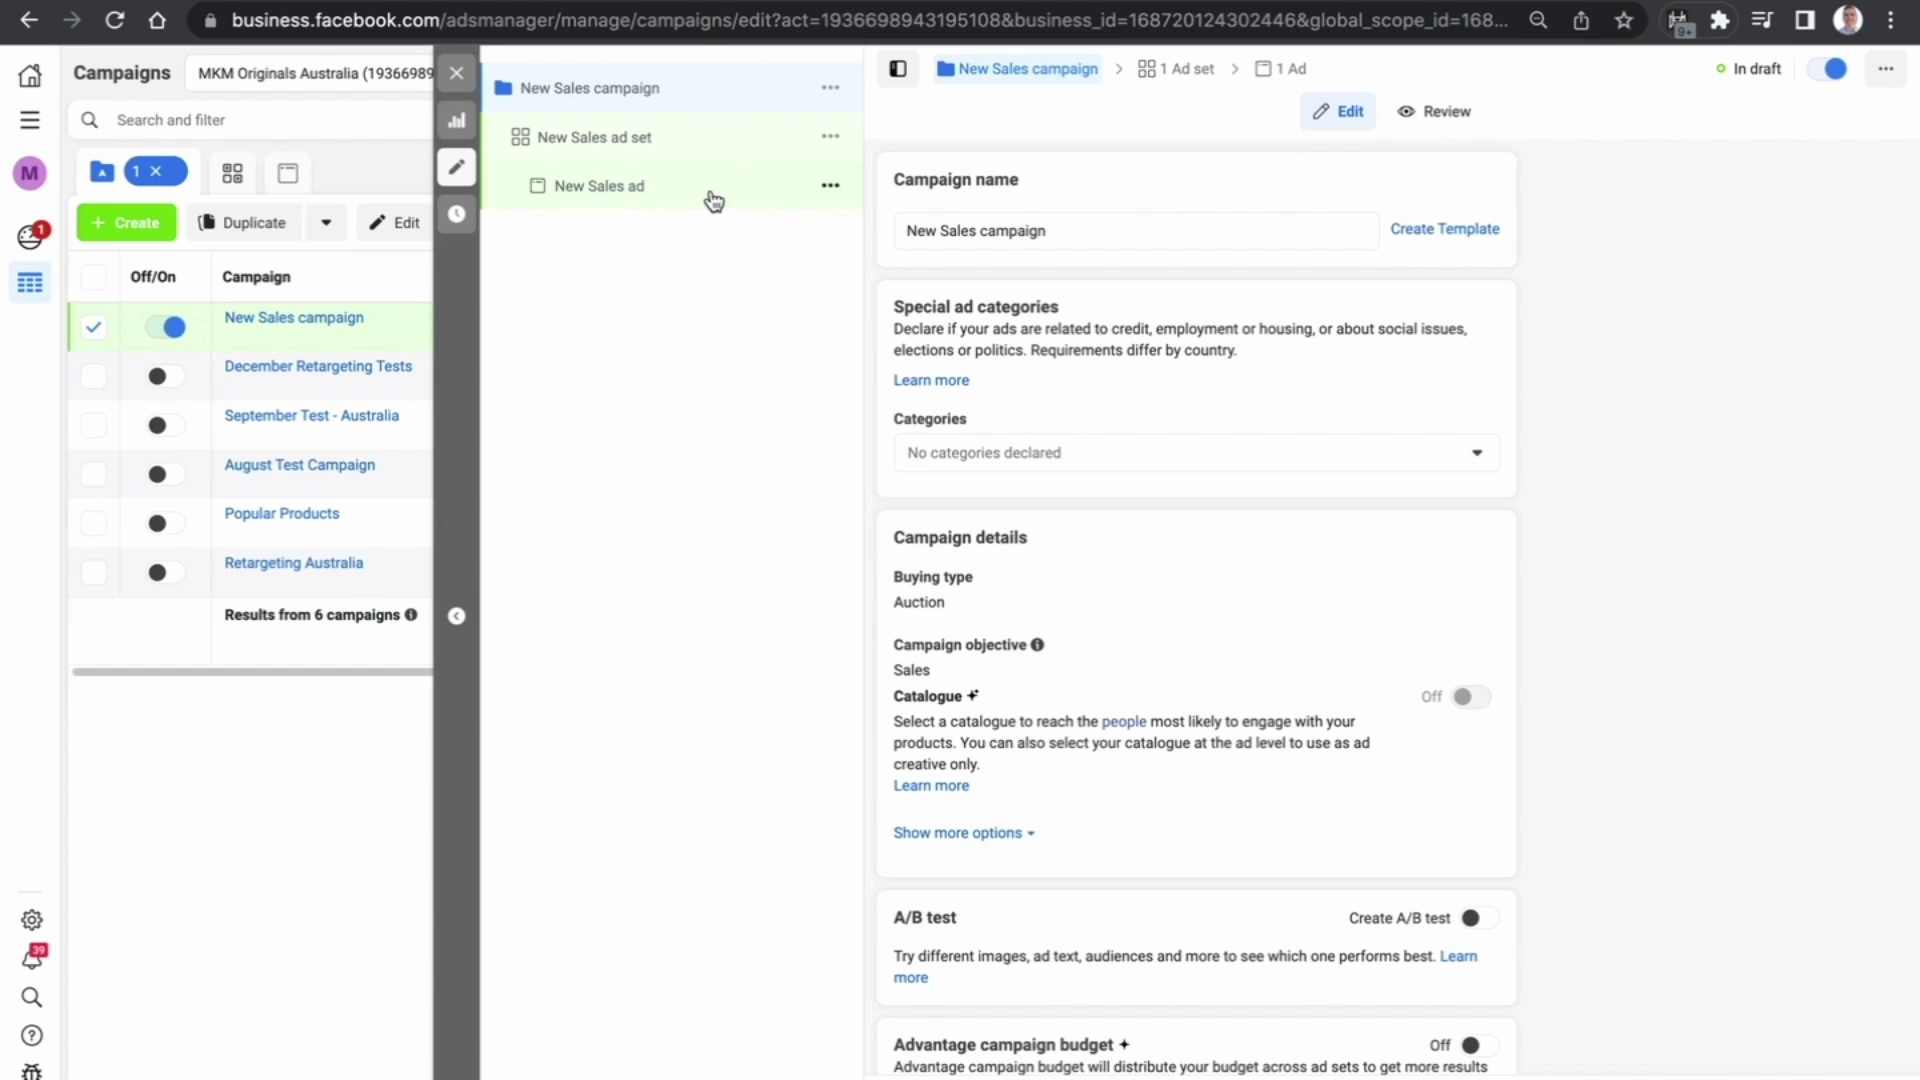 business.facebook.com/adsmanager/manage/campaigns/edit?act=1936698943195108&business_id=168720124302446&global_scope_id=168...
9+
Campaigns
MKM Originals Australia (19366989
Search and filter
M
1
1 ×
+ Create
Duplicate
Edit
Off/On
Campaign
New Sales campaign
December Retargeting Tests
September Test - Australia
August Test Campaign
Popular Products
Retargeting Australia
Results from 6 campaigns
39
New Sales campaign
New Sales ad set
New Sales ad
New Sales campaign > 1 Ad set > 1 Ad
In draft
Edit
Review
Campaign name
New Sales campaign
Create Template
Special ad categories
Declare if your ads are related to credit, employment or housing, or about social issues,
elections or politics. Requirements differ by country.
Learn more
Categories
No categories declared
Campaign details
Buying type
Auction
Campaign objective
Sales
Catalogue
Off
Select a catalogue to reach the people most likely to engage with your
products. You can also select your catalogue at the ad level to use as ad
creative only.
Learn more
Show more options
A/B test
Create A/B test
Try different images, ad text, audiences and more to see which one performs best. Learn
more
Advantage campaign budget
Off
Advantage campaign budget will distribute your budget across ad sets to get more results